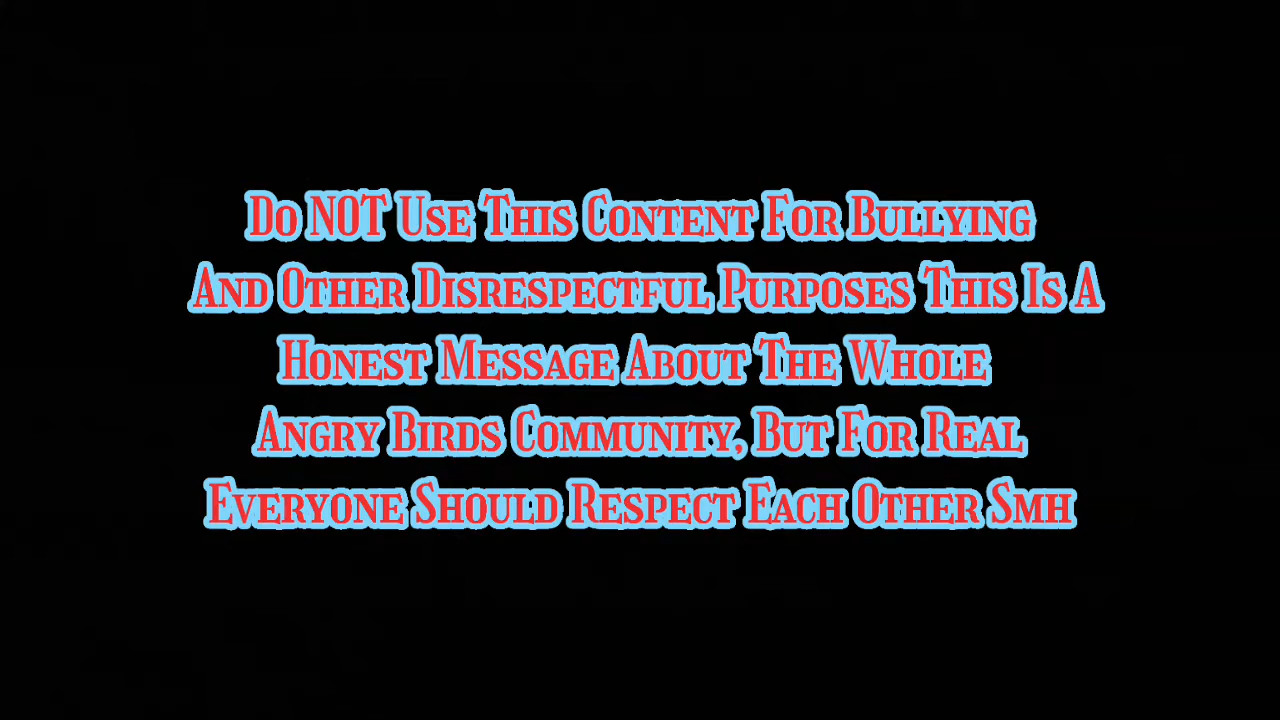 Do NOT Use This Content For Bullying
And Other Disrespectful Purposes This Is A
Honest Message About The Whole
Angry Birds Community, But For Real
Everyone Should Respect Each Other Smh